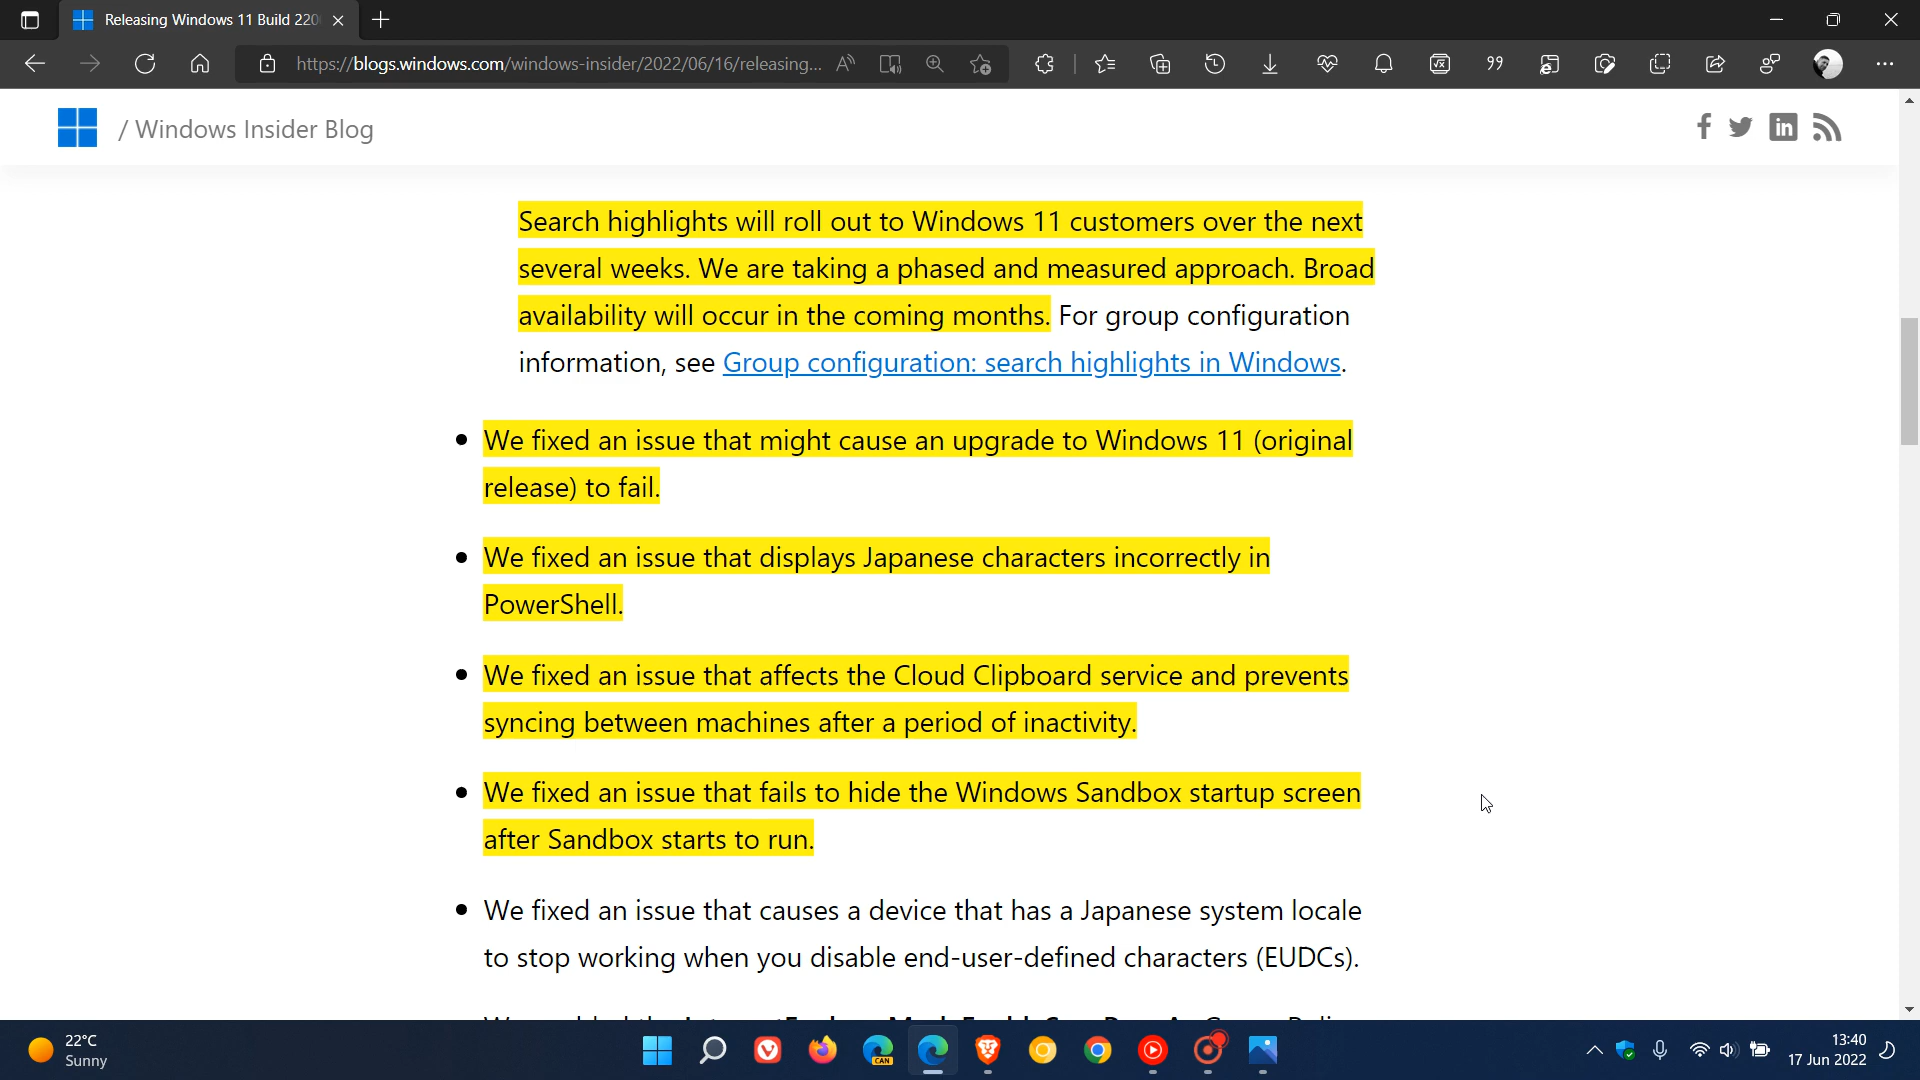 Releasing Windows 11 Build 220
https://blogs.windows.com/windows-insider/2022/06/16/releasing...
/ Windows Insider Blog
Search highlights will roll out to Windows 11 customers over the next
several weeks. We are taking a phased and measured approach. Broad
availability will occur in the coming months. For group configuration
information, see Group configuration: search highlights in Windows.
• We fixed an issue that might cause an upgrade to Windows 11 (original
release) to fail.
• We fixed an issue that displays Japanese characters incorrectly in
PowerShell.
• We fixed an issue that affects the Cloud Clipboard service and prevents
syncing between machines after a period of inactivity.
• We fixed an issue that fails to hide the Windows Sandbox startup screen
after Sandbox starts to run.
• We fixed an issue that causes a device that has a Japanese system locale
to stop working when you disable end-user-defined characters (EUDCs).
22°C
Sunny
CAN
13:40
17 Jun 2022